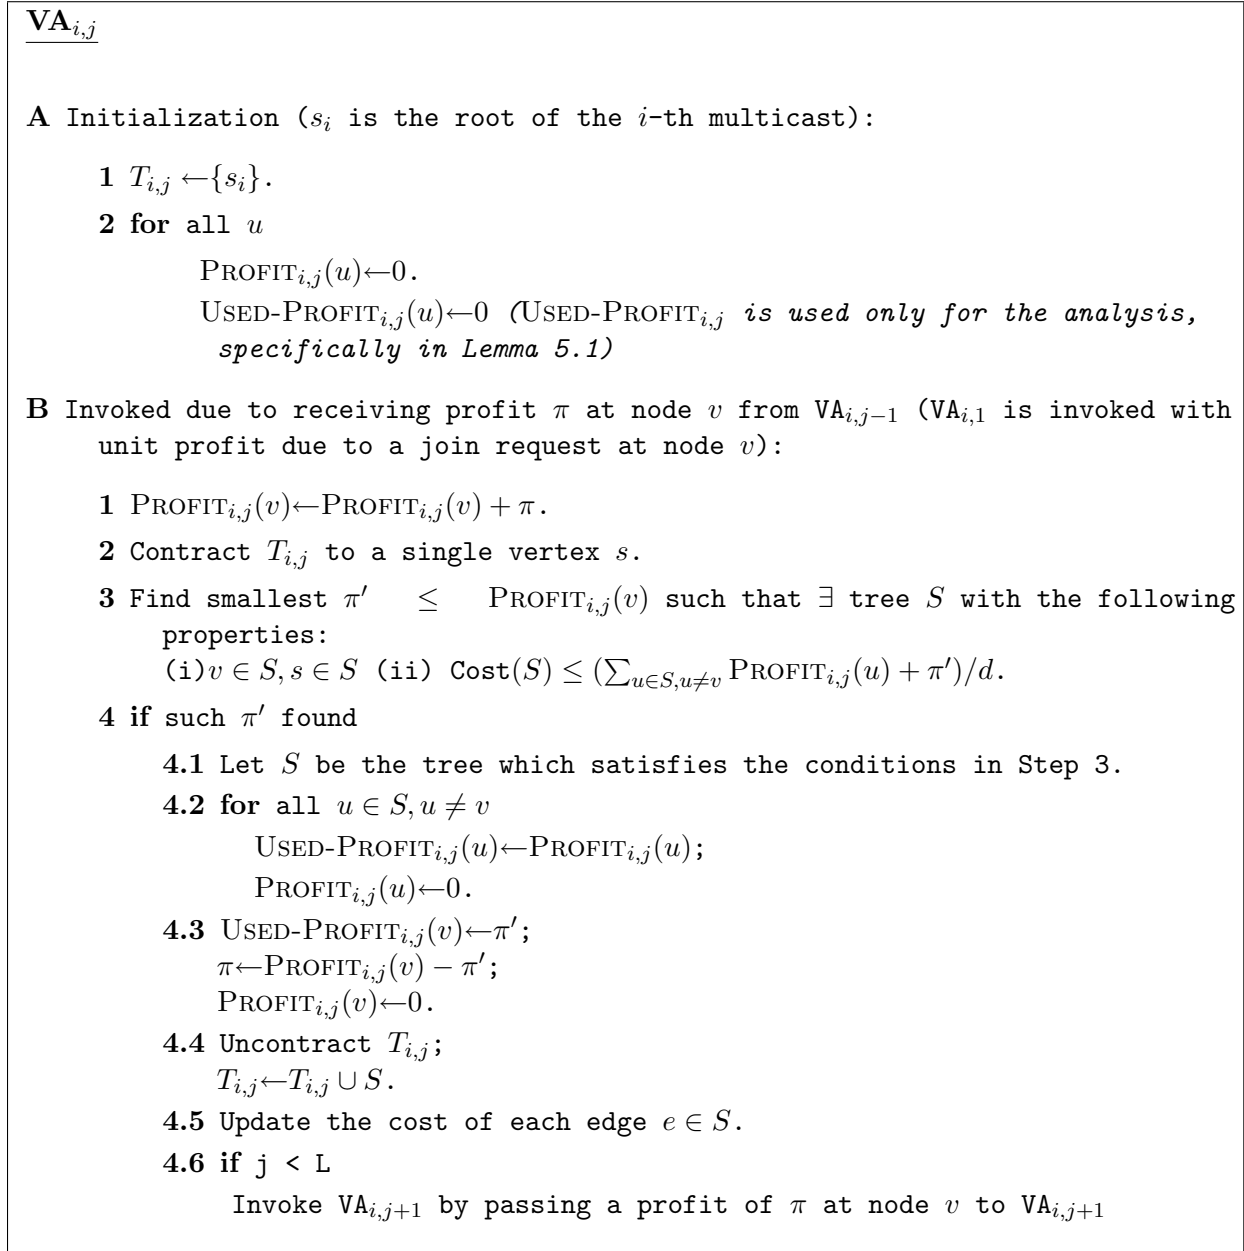 VA_{i,j}
A Initialization (s_i is the root of the i-th multicast):
1 T_{i,j} ←{s_i}.
2 for all u
PROFIT_{i,j}(u)←0.
USED-PROFIT_{i,j}(u)←0 (USED-PROFIT_{i,j} is used only for the analysis,
specifically in Lemma 5.1)
B Invoked due to receiving profit π at node v from VA_{i,j−1} (VA_{i,1} is invoked with
unit profit due to a join request at node v):
1 PROFIT_{i,j}(v)←PROFIT_{i,j}(v) + π.
2 Contract T_{i,j} to a single vertex s.
3 Find smallest π′ ≤ PROFIT_{i,j}(v) such that ∃ tree S with the following
properties:
(i)v ∈ S, s ∈ S (ii) Cost(S) ≤ (∑_{u∈S,u≠v} PROFIT_{i,j}(u) + π′)/d.
4 if such π′ found
4.1 Let S be the tree which satisfies the conditions in Step 3.
4.2 for all u ∈ S, u ≠ v
USED-PROFIT_{i,j}(u)←PROFIT_{i,j}(u);
PROFIT_{i,j}(u)←0.
4.3 USED-PROFIT_{i,j}(v)←π′;
π←PROFIT_{i,j}(v) − π′;
PROFIT_{i,j}(v)←0.
4.4 Uncontract T_{i,j};
T_{i,j}←T_{i,j} ∪ S.
4.5 Update the cost of each edge e ∈ S.
4.6 if j < L
Invoke VA_{i,j+1} by passing a profit of π at node v to VA_{i,j+1}